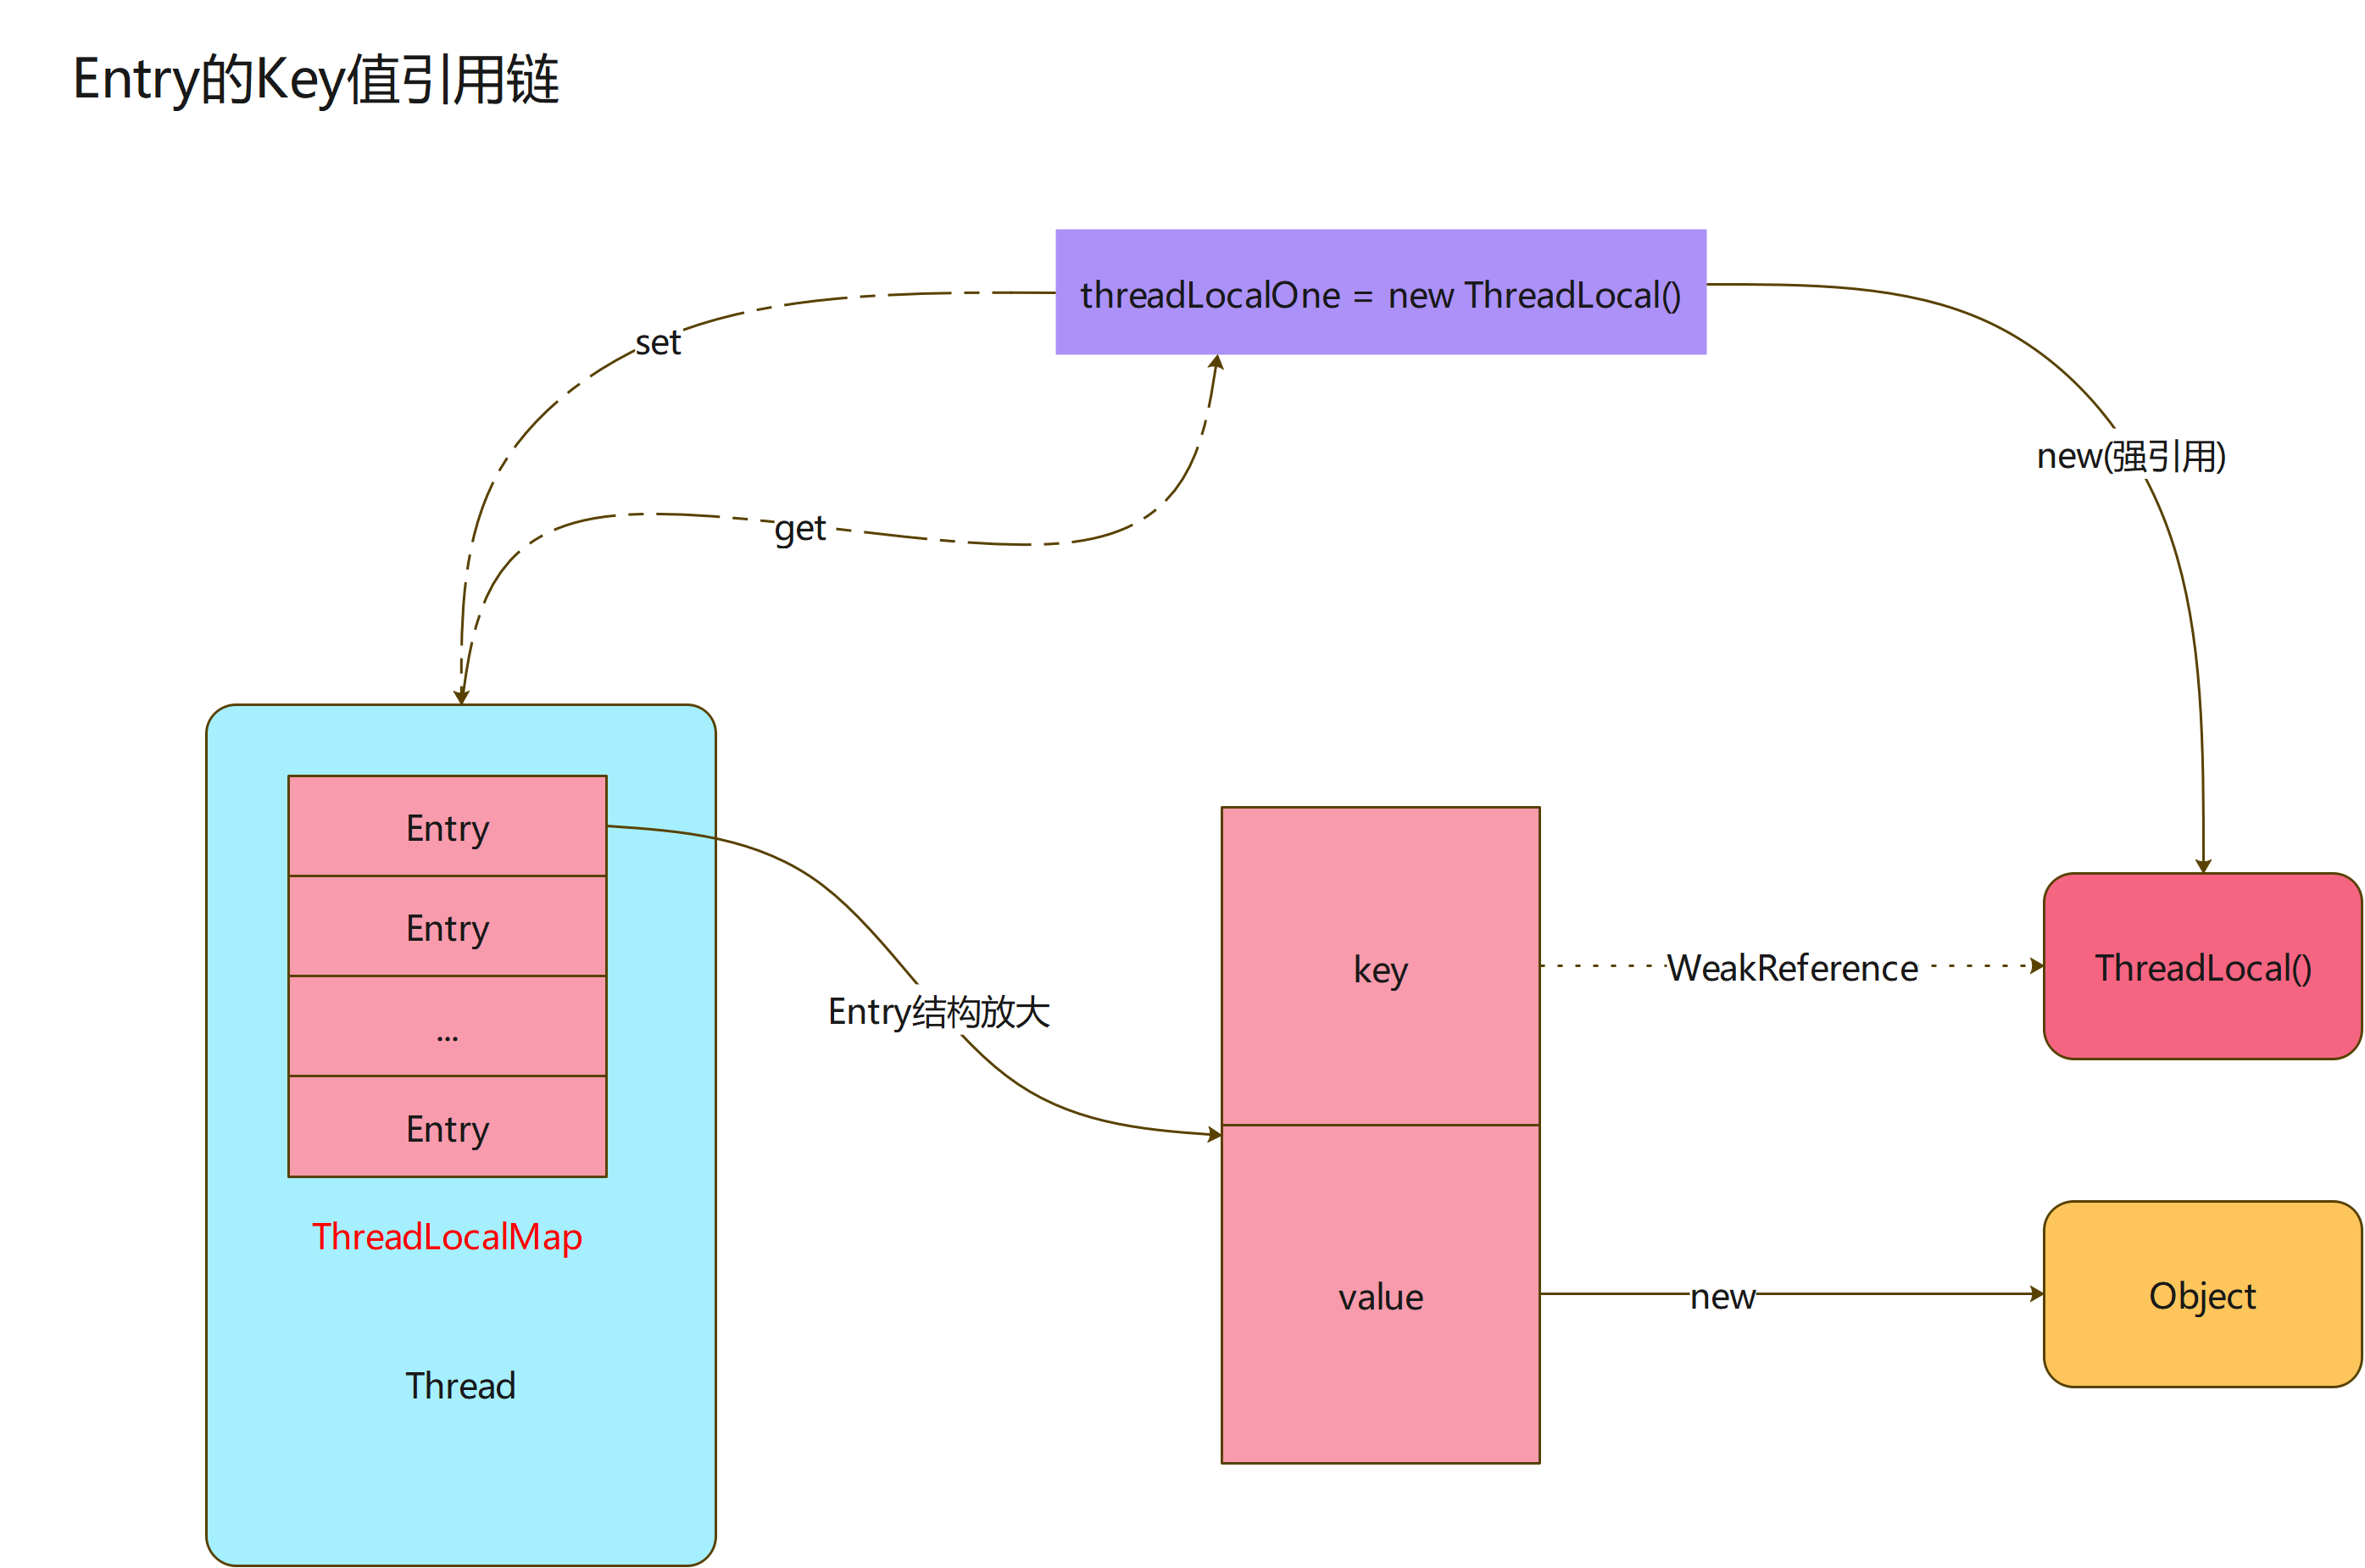 Entry的Key值引用链
threadLocalOne = new ThreadLocal()
set
new(强引用)
get
Entry
Entry
...
Entry
ThreadLocalMap
Thread
Entry结构放大
key
value
WeakReference
ThreadLocal()
new
Object